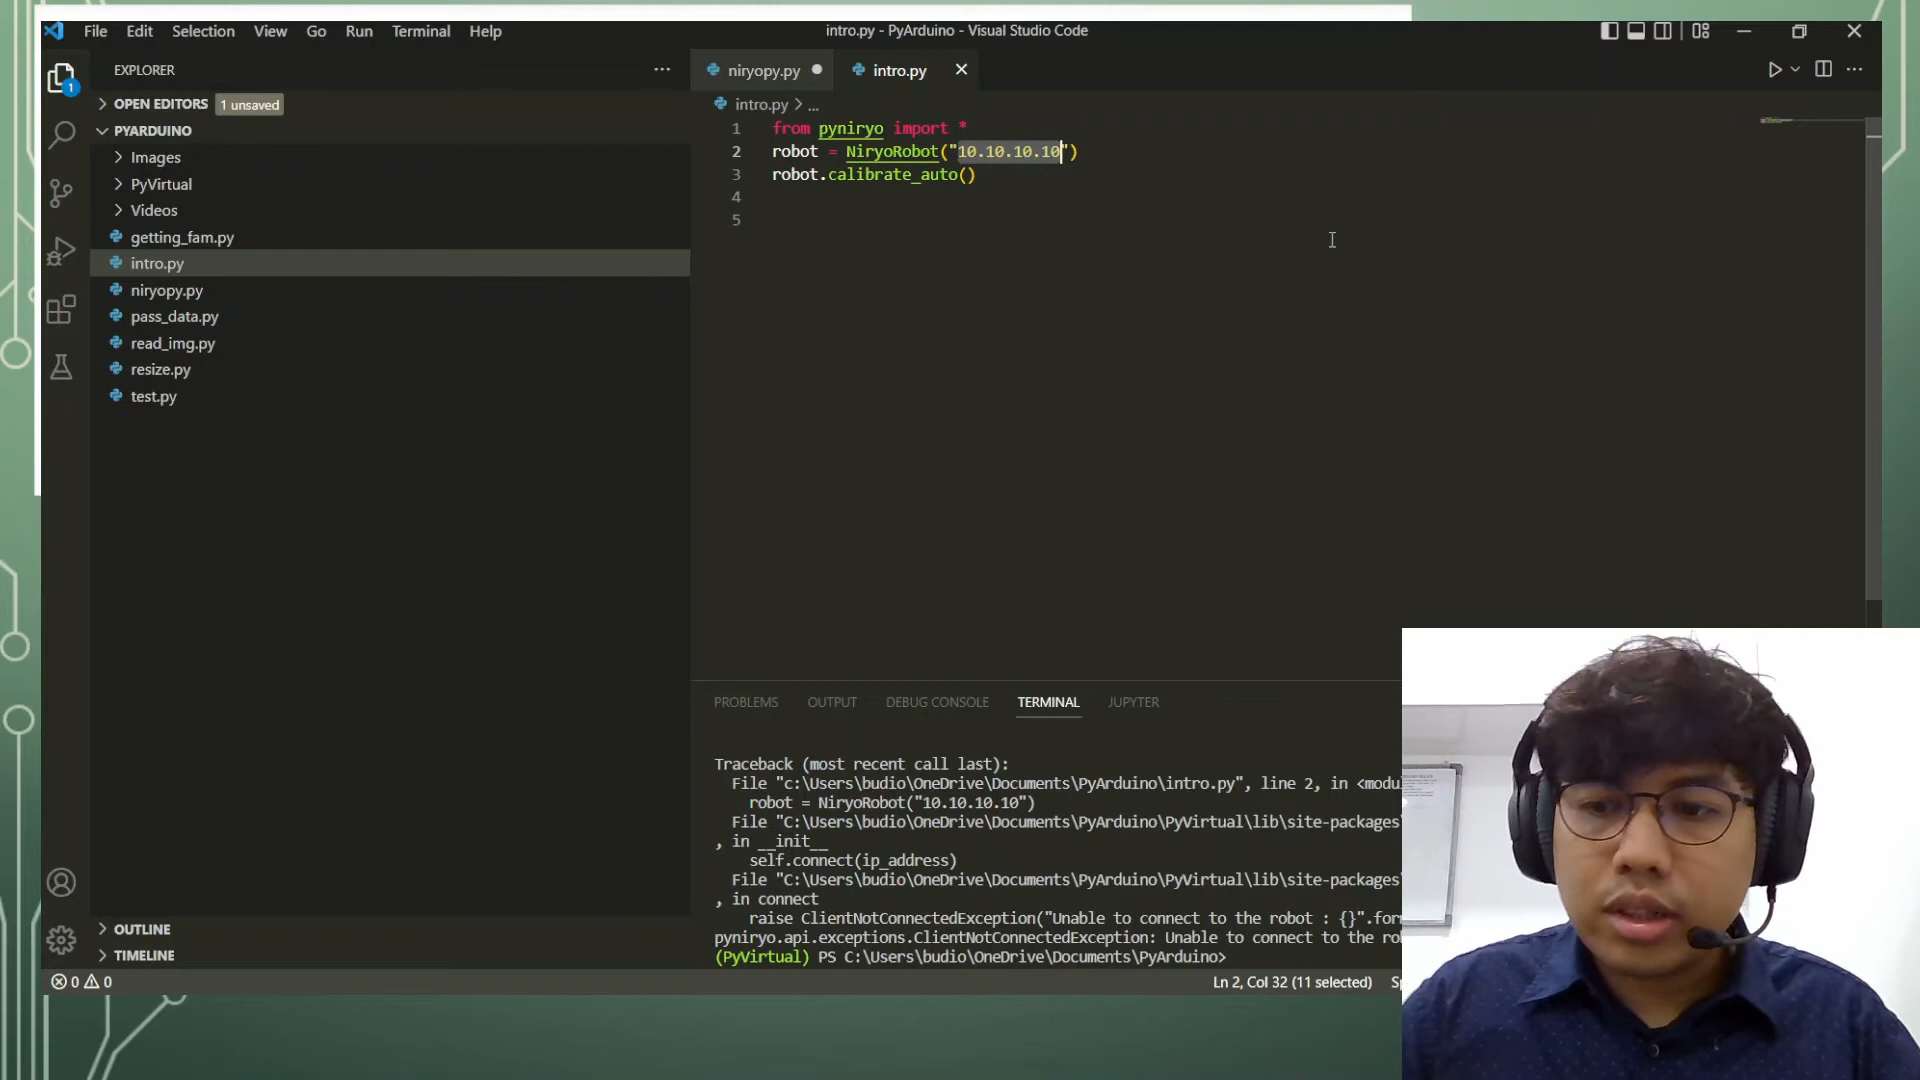 File Edit Selection View Go Run Terminal Help
intro.py - PyArduino - Visual Studio Code
EXPLORER
niryopy.py
intro.py
OPEN EDITORS 1 unsaved
PYARDUINO
Images
PyVirtual
Videos
getting_fam.py
intro.py
niryopy.py
pass_data.py
read_img.py
resize.py
test.py
OUTLINE
TIMELINE
1
intro.py > ...
1 from pyniryo import *
2 robot = NiryoRobot("10.10.10.10")
3 robot.calibrate_auto()
4
5
PROBLEMS OUTPUT DEBUG CONSOLE TERMINAL JUPYTER
Traceback (most recent call last):
File "c:\Users\budio\OneDrive\Documents\PyArduino\intro.py", line 2, in <modu
robot = NiryoRobot("10.10.10.10")
File "C:\Users\budio\OneDrive\Documents\PyArduino\PyVirtual\lib\site-packages\
, in __init__
self.connect(ip_address)
File "C:\Users\budio\OneDrive\Documents\PyArduino\PyVirtual\lib\site-packages\
, in connect
raise ClientNotConnectedException("Unable to connect to the robot : {}".for
pyniryo.api.exceptions.ClientNotConnectedException: Unable to connect to the ro
(PyVirtual) PS C:\Users\budio\OneDrive\Documents\PyArduino>
0 0
Ln 2, Col 32 (11 selected)